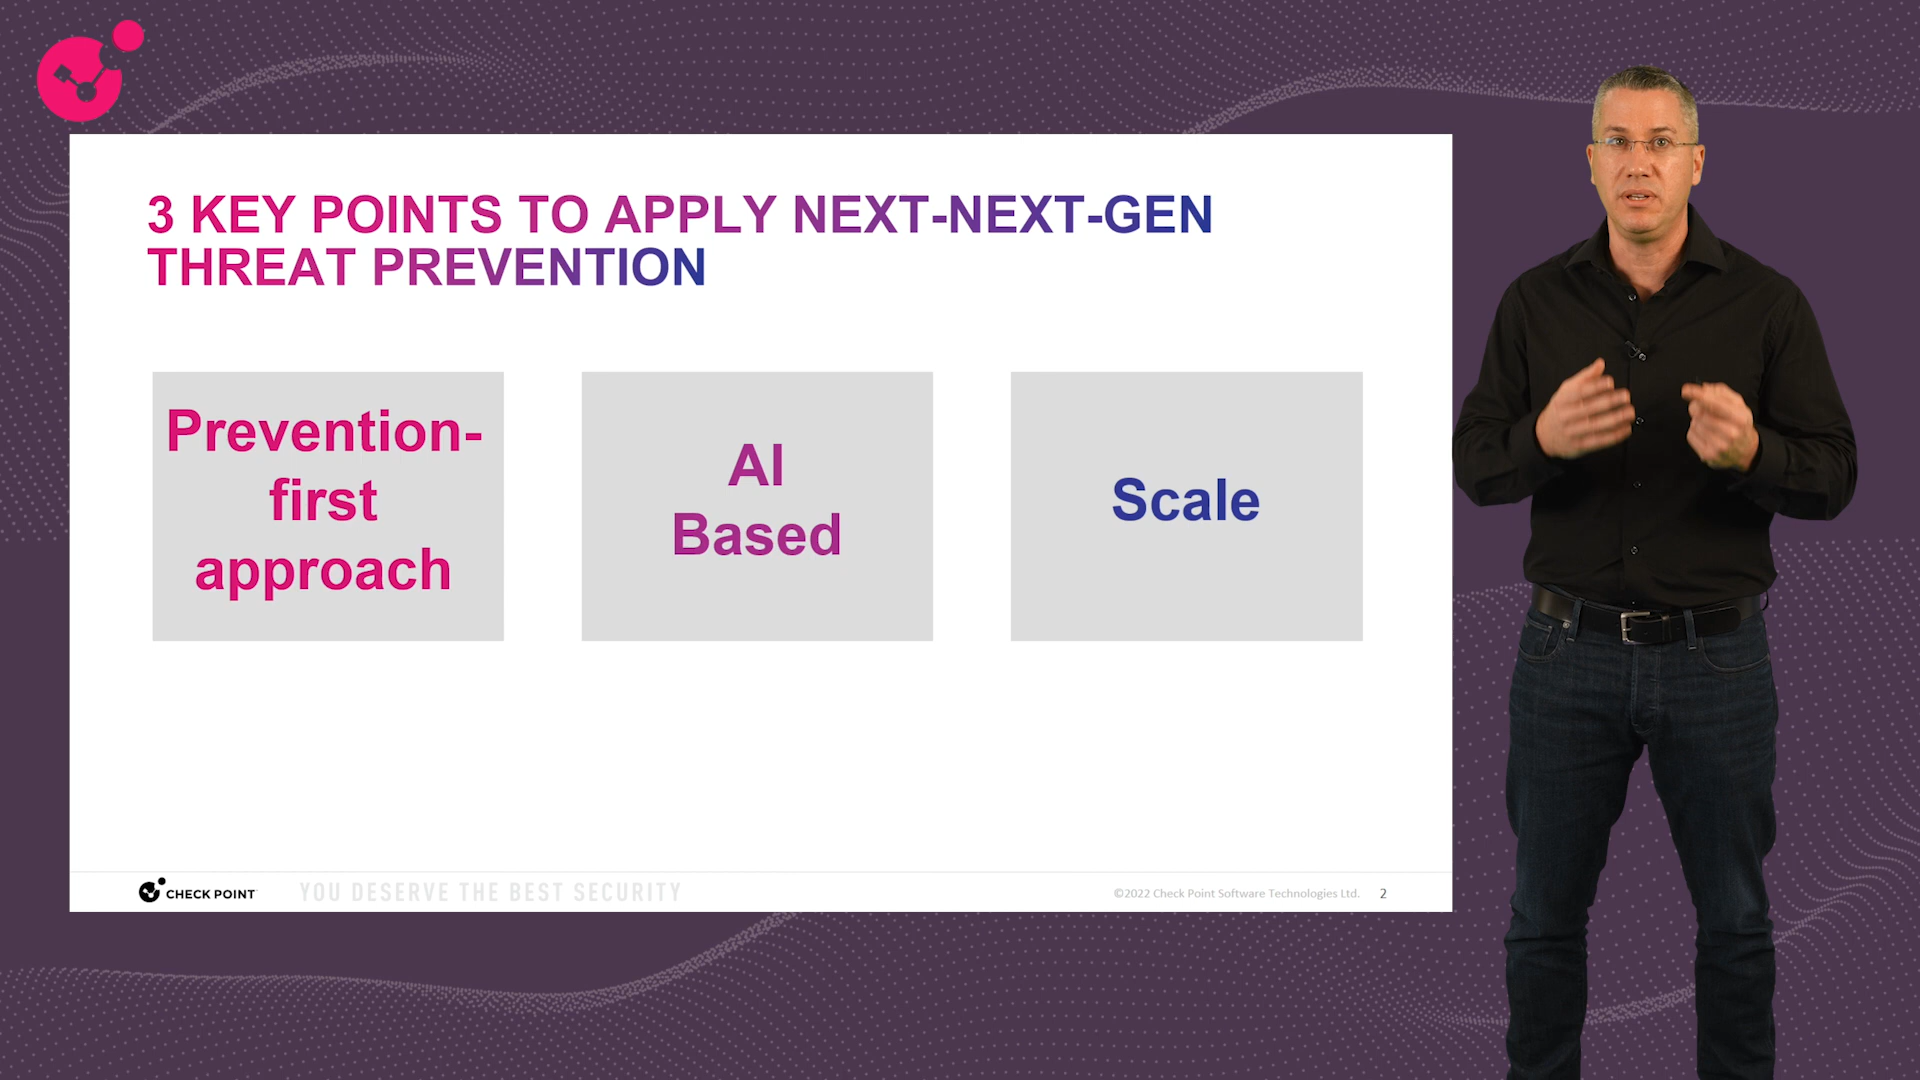 3 KEY POINTS TO APPLY NEXT-NEXT-GEN
THREAT PREVENTION
Prevention-
first
approach
AI
Based
Scale
CHECK POINT
YOU DESERVE THE BEST SECURITY
©2022 Check Point Software Technologies Ltd.
2